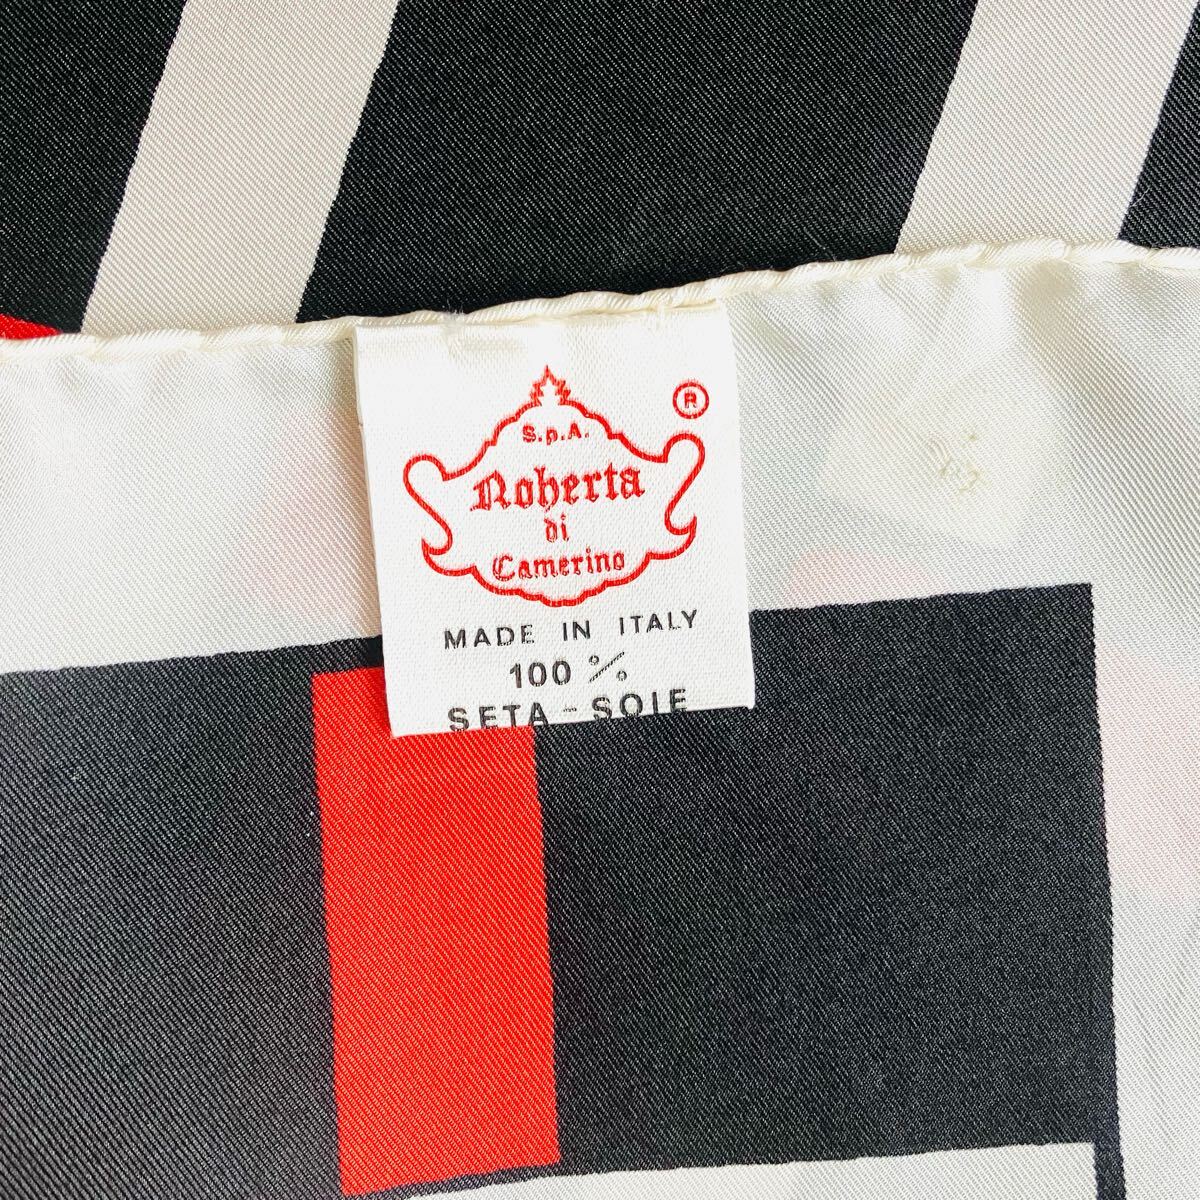 ®
S.p.A.
Roberta
di
Camerino
MADE IN ITALY
100 %
SETA - SOIE